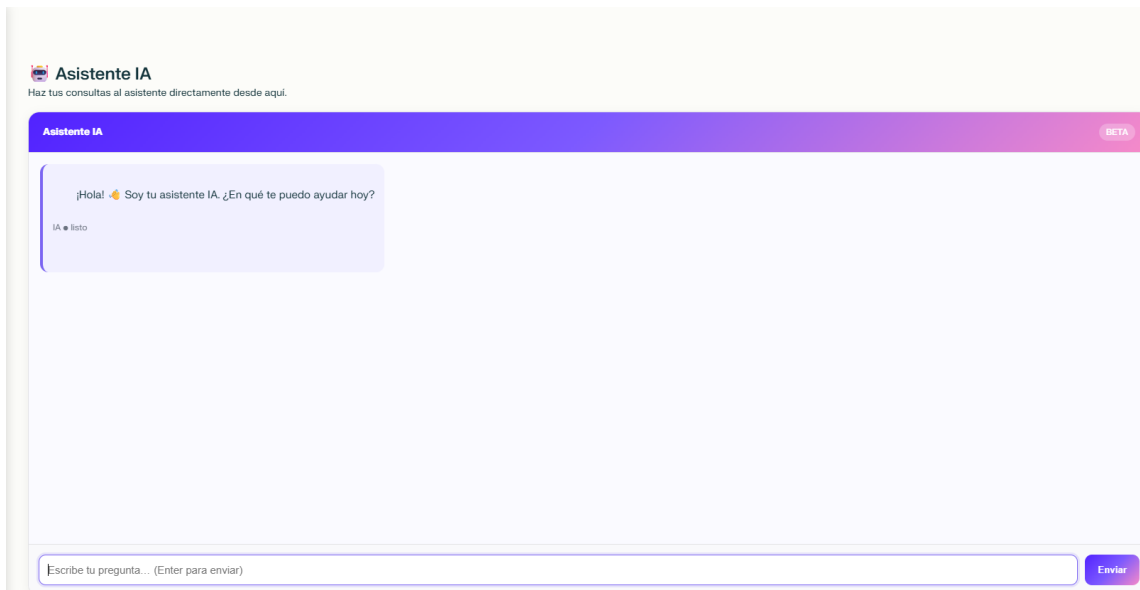 🤖 Asistente IA
Haz tus consultas al asistente directamente desde aquí.
Asistente IA
BETA
¡Hola! 👋 Soy tu asistente IA. ¿En qué te puedo ayudar hoy?
IA ● listo
Escribe tu pregunta... (Enter para enviar)
Enviar